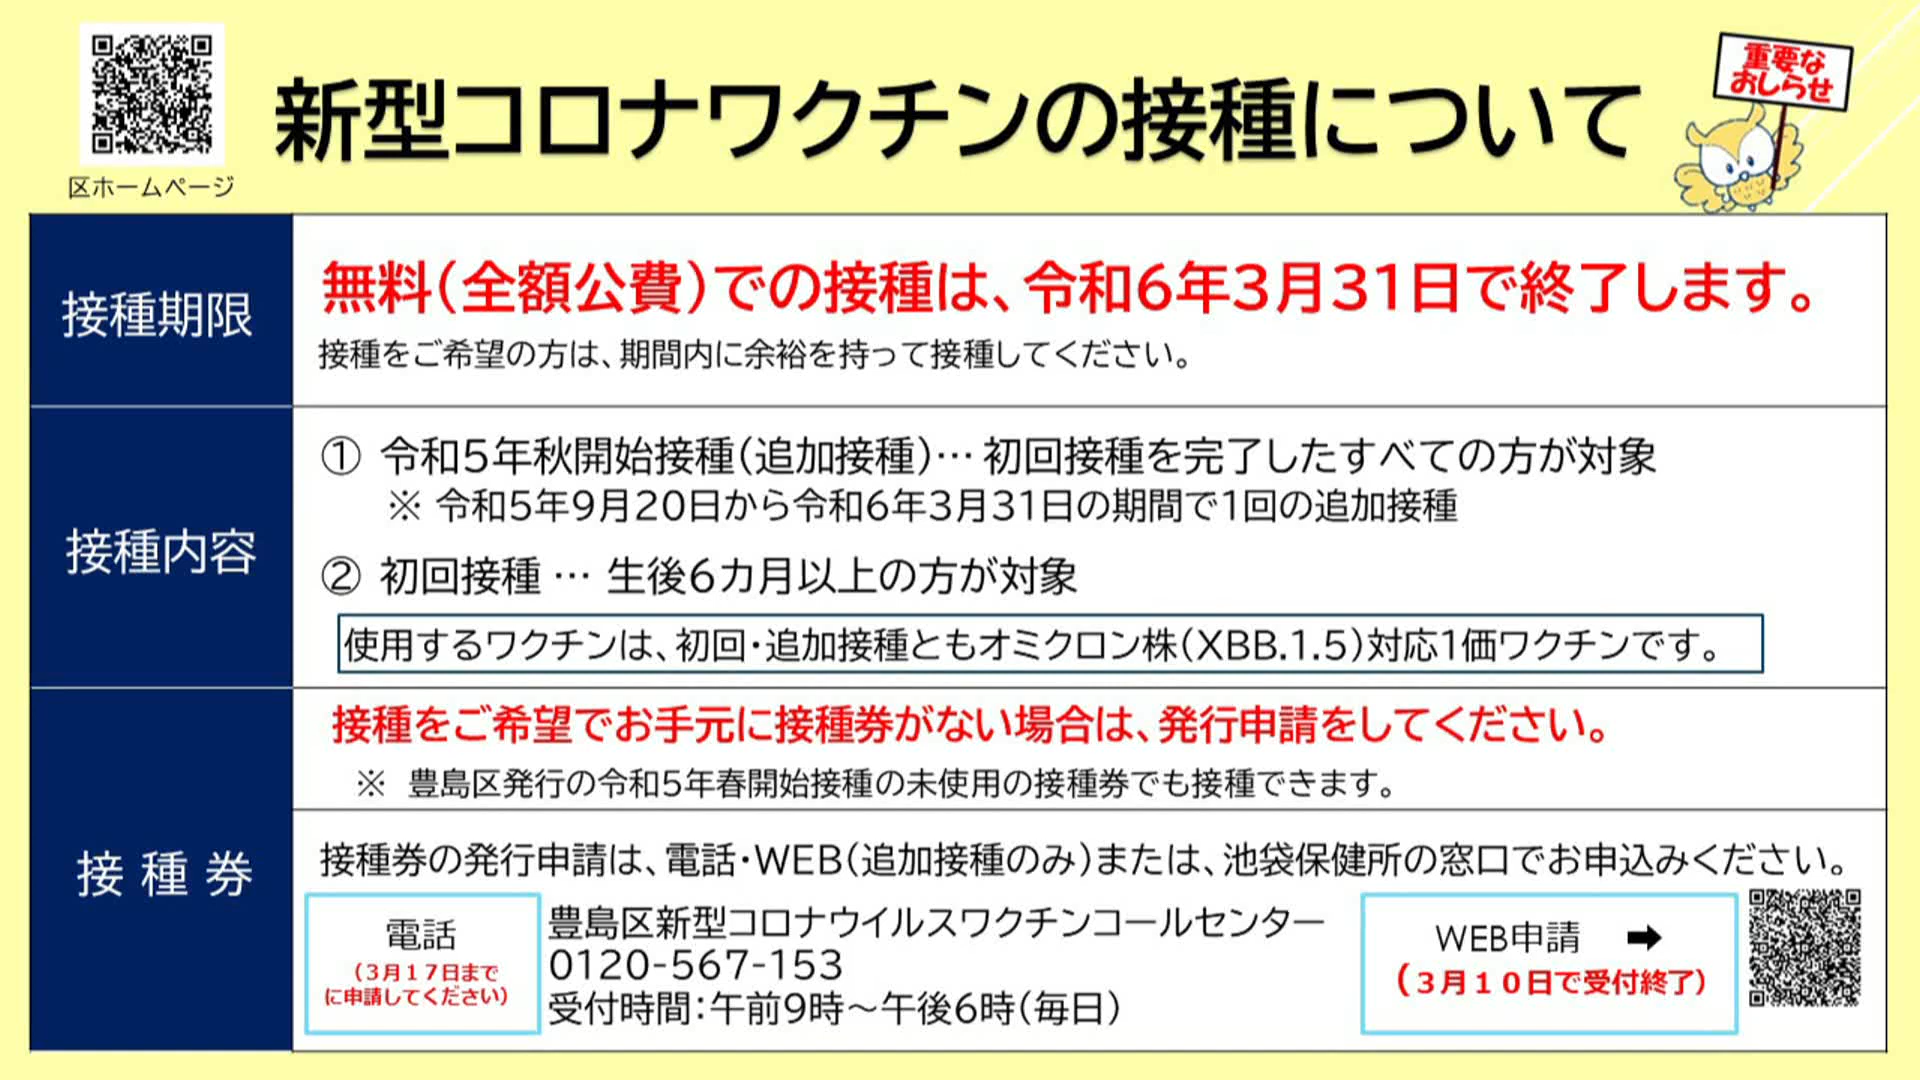 区ホームページ
新型コロナワクチンの接種について
重要な
おしらせ
接種期限
無料(全額公費)での接種は、令和6年3月31日で終了します。
接種をご希望の方は、期間内に余裕を持って接種してください。
接種内容
① 令和5年秋開始接種(追加接種)… 初回接種を完了したすべての方が対象
※ 令和5年9月20日から令和6年3月31日の期間で1回の追加接種
② 初回接種 … 生後6カ月以上の方が対象
使用するワクチンは、初回・追加接種ともオミクロン株(XBB.1.5)対応1価ワクチンです。
接種券
接種をご希望でお手元に接種券がない場合は、発行申請をしてください。
※ 豊島区発行の令和5年春開始接種の未使用の接種券でも接種できます。
接種券の発行申請は、電話・WEB(追加接種のみ)または、池袋保健所の窓口でお申込みください。
電話
(3月17日まで
に申請してください)
豊島区新型コロナウイルスワクチンコールセンター
0120-567-153
受付時間:午前9時~午後6時(毎日)
WEB申請 ➡
(3月10日で受付終了)